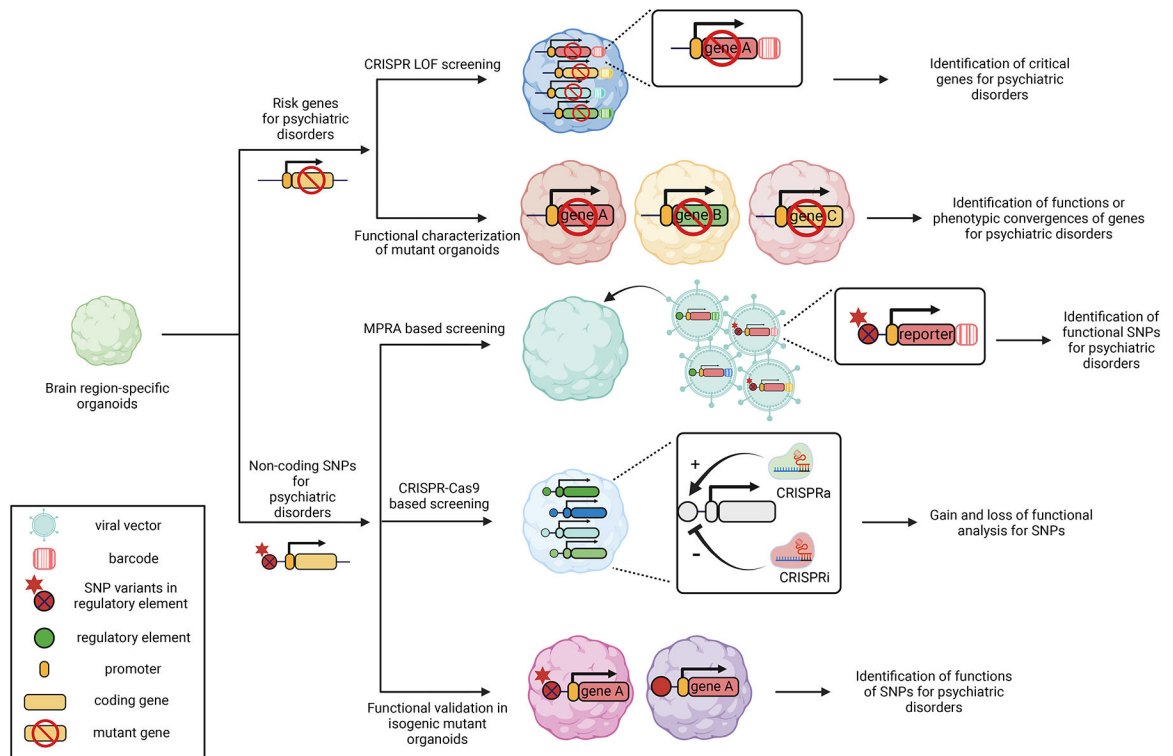 CRISPR LOF screening
gene A
Identification of critical
genes for psychiatric
disorders
Risk genes
for psychiatric
disorders
gene A
gene B
gene C
Identification of functions or
phenotypic convergences of genes
for psychiatric disorders
Functional characterization
of mutant organoids
Brain region-specific
organoids
MPRA based screening
reporter
Identification of
functional SNPs
for psychiatric
disorders
Non-coding SNPs
for
psychiatric
disorders
CRISPR-Cas9
based screening
+
CRISPRa
-
CRISPRi
Gain and loss of functional
analysis for SNPs
gene A
gene A
Functional validation in
isogenic mutant
organoids
Identification of functions
of SNPs for psychiatric
disorders
viral vector
barcode
SNP variants in
regulatory element
regulatory element
promoter
coding gene
mutant gene